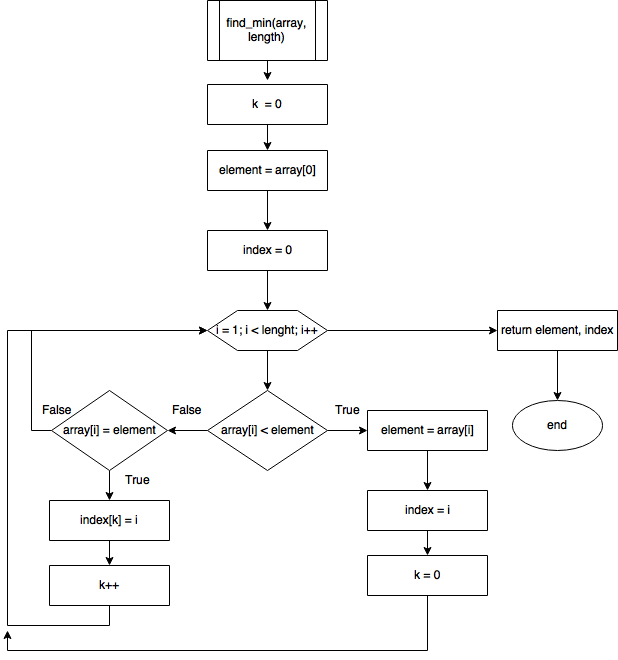 find_min(array,
length)
k = 0
element = array[0]
index = 0
i = 1; i < lenght; i++
return element, index
False
False
True
array[i] = element
array[i] < element
element = array[i]
end
True
index[k] = i
index = i
k++
k = 0